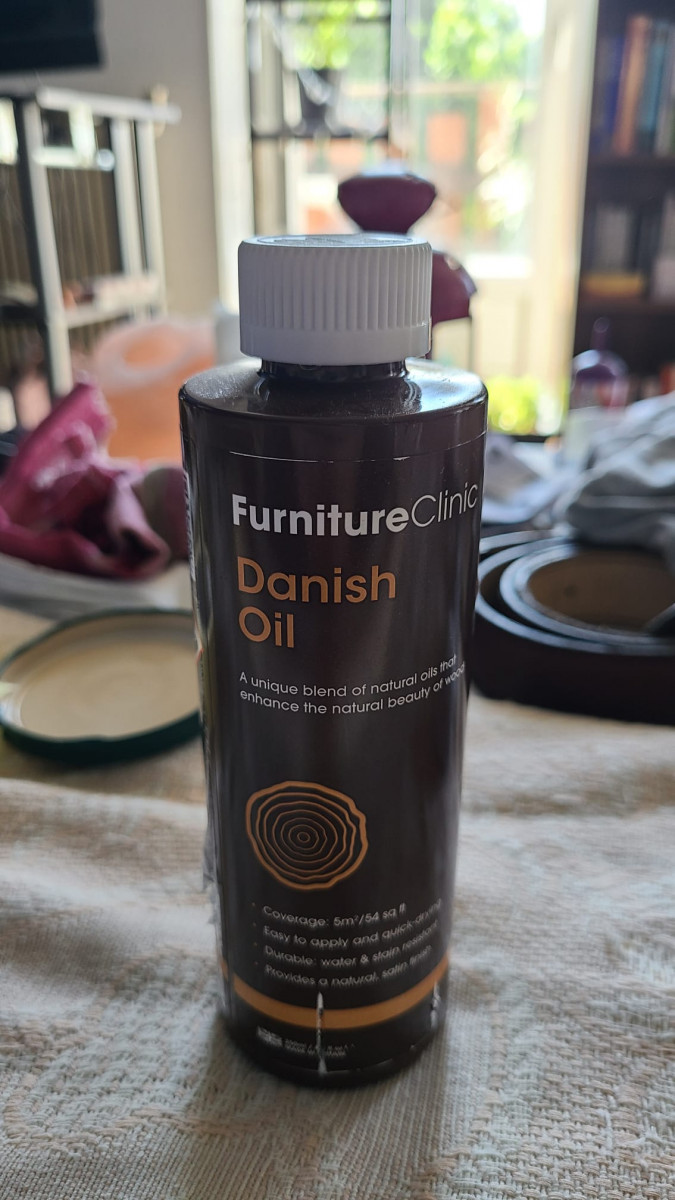 FurnitureClinic
Danish
Oil
A unique blend of natural oils that
enhance the natural beauty of wood
Coverage: 5m²/54 sq ft
Easy to apply and quick-drying
Durable: water & stain resistant
Provides a natural, satin finish